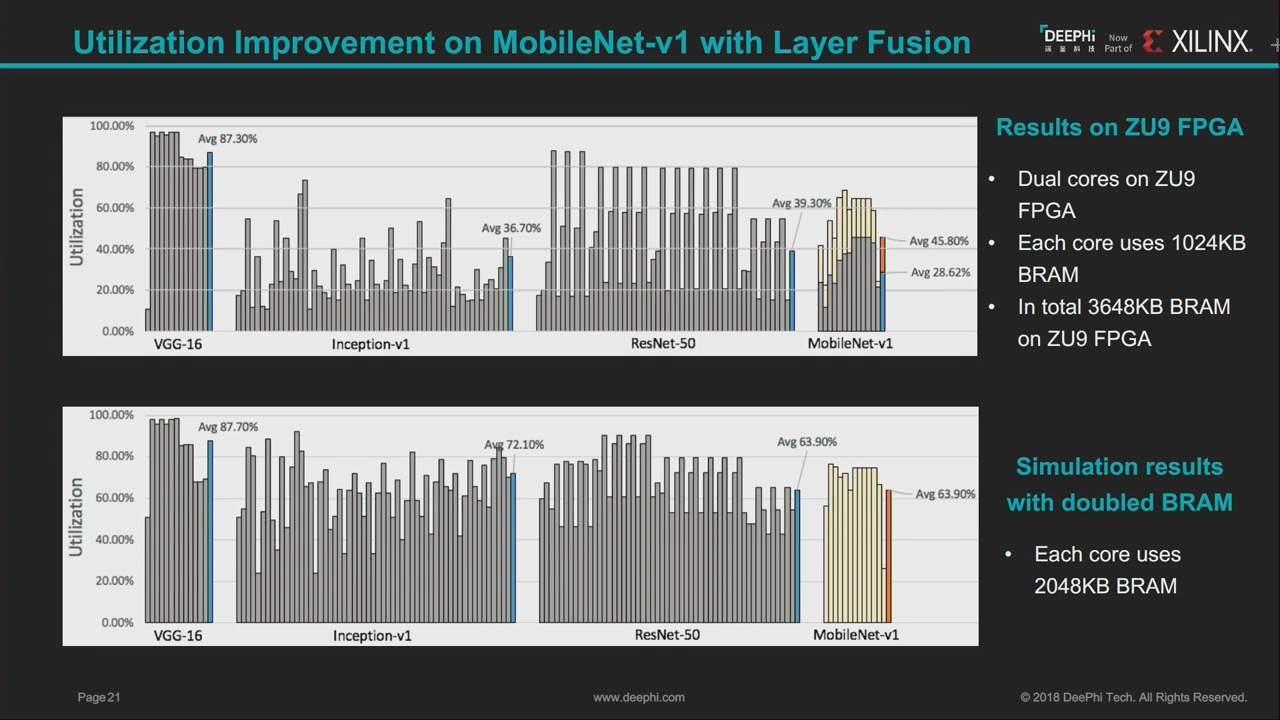 Utilization Improvement on MobileNet-v1 with Layer Fusion
DEEPHi
深鉴科技
Now
Part of
XILINX
100.00%
80.00%
60.00%
40.00%
20.00%
0.00%
Utilization
Avg 87.30%
Avg 36.70%
Avg 39.30%
Avg 45.80%
Avg 28.62%
VGG-16
Inception-v1
ResNet-50
MobileNet-v1
Results on ZU9 FPGA
• Dual cores on ZU9
FPGA
• Each core uses 1024KB
BRAM
• In total 3648KB BRAM
on ZU9 FPGA
100.00%
80.00%
60.00%
40.00%
20.00%
0.00%
Utilization
Avg 87.70%
Avg 72.10%
Avg 63.90%
Avg 63.90%
VGG-16
Inception-v1
ResNet-50
MobileNet-v1
Simulation results
with doubled BRAM
• Each core uses
2048KB BRAM
Page 21
www.deephi.com
© 2018 DeePhi Tech. All Rights Reserved.